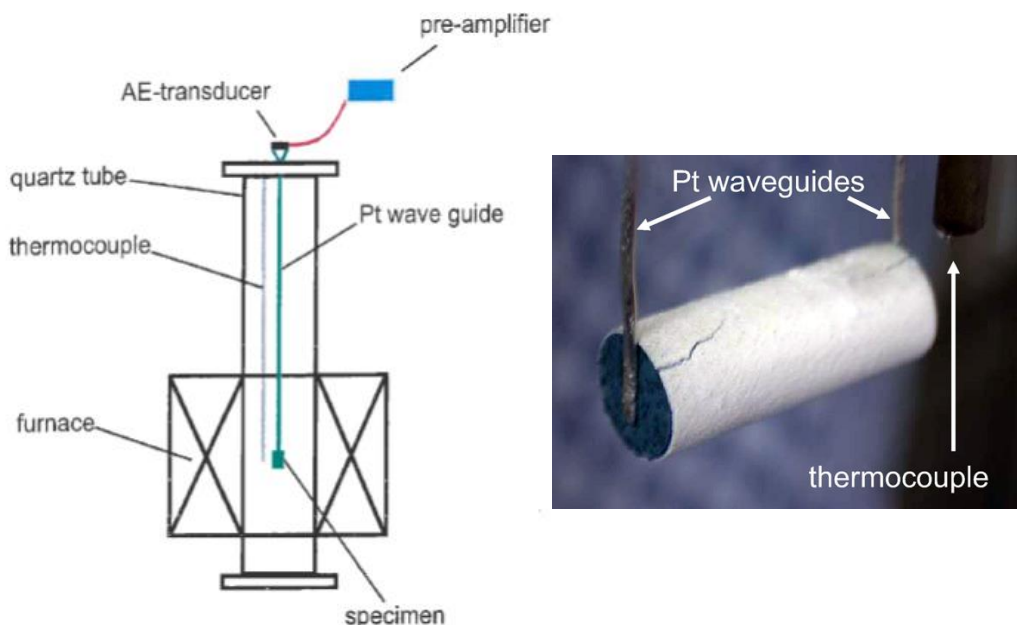 pre-amplifier
AE-transducer
quartz tube
Pt wave guide
thermocouple
furnace
specimen
Pt waveguides
thermocouple